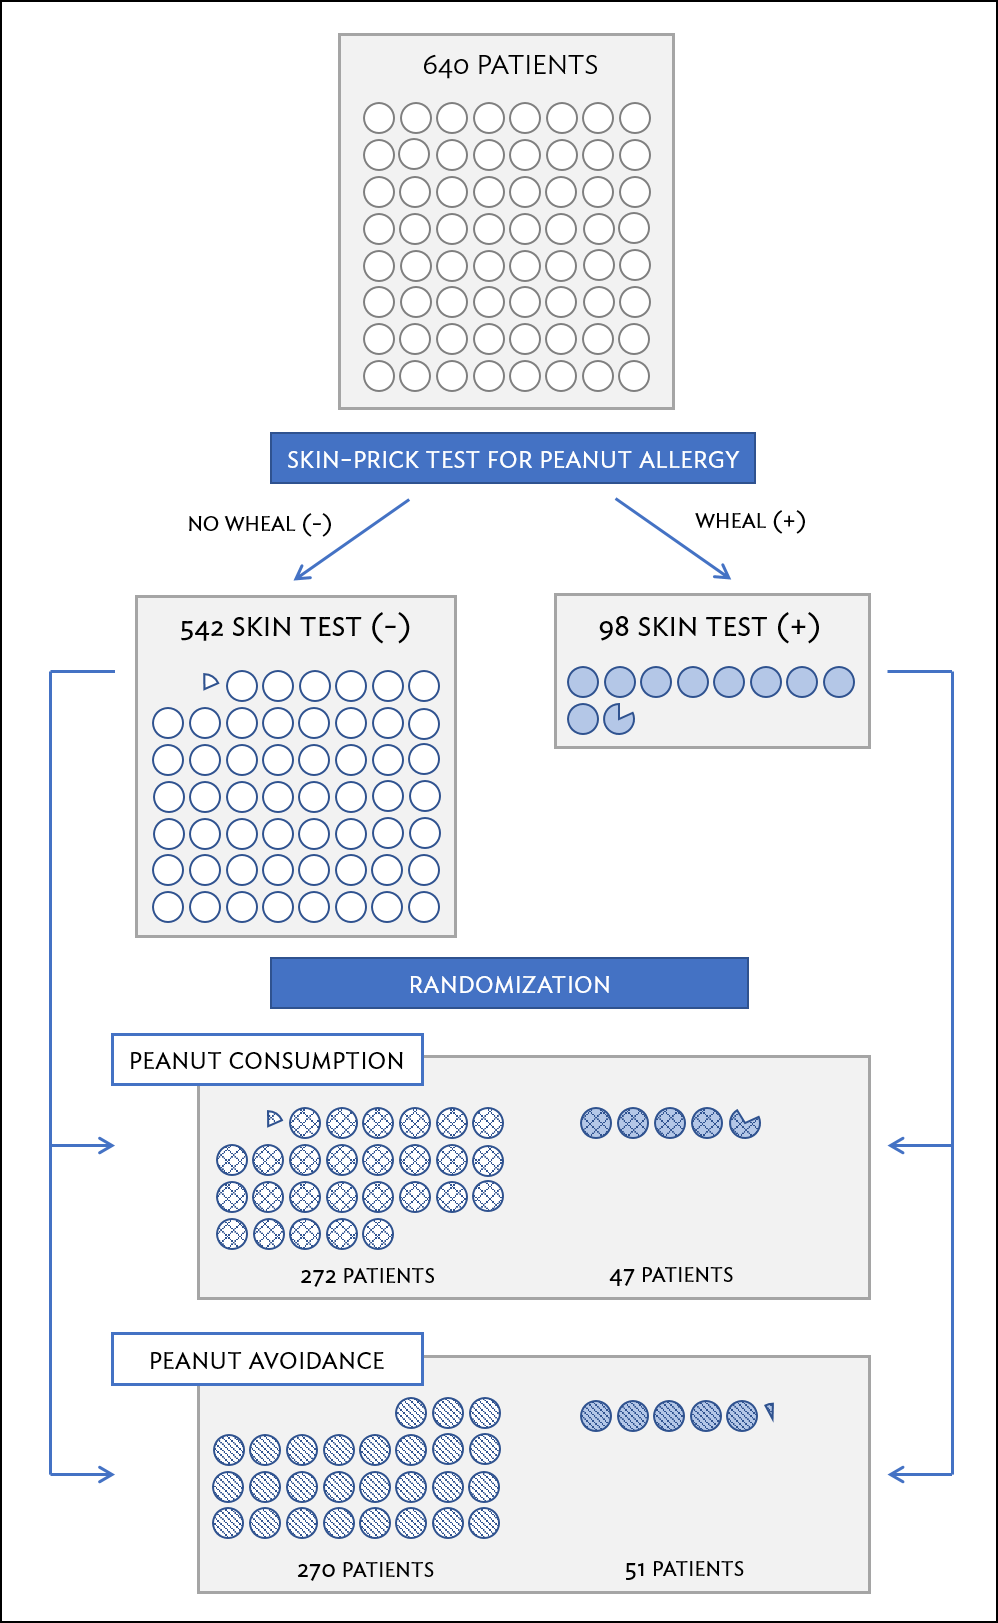 640 PATIENTS
SKIN-PRICK TEST FOR PEANUT ALLERGY
NO WHEAL (-)
WHEAL (+)
542 SKIN TEST (-)
98 SKIN TEST (+)
RANDOMIZATION
PEANUT CONSUMPTION
272 PATIENTS
47 PATIENTS
PEANUT AVOIDANCE
270 PATIENTS
51 PATIENTS